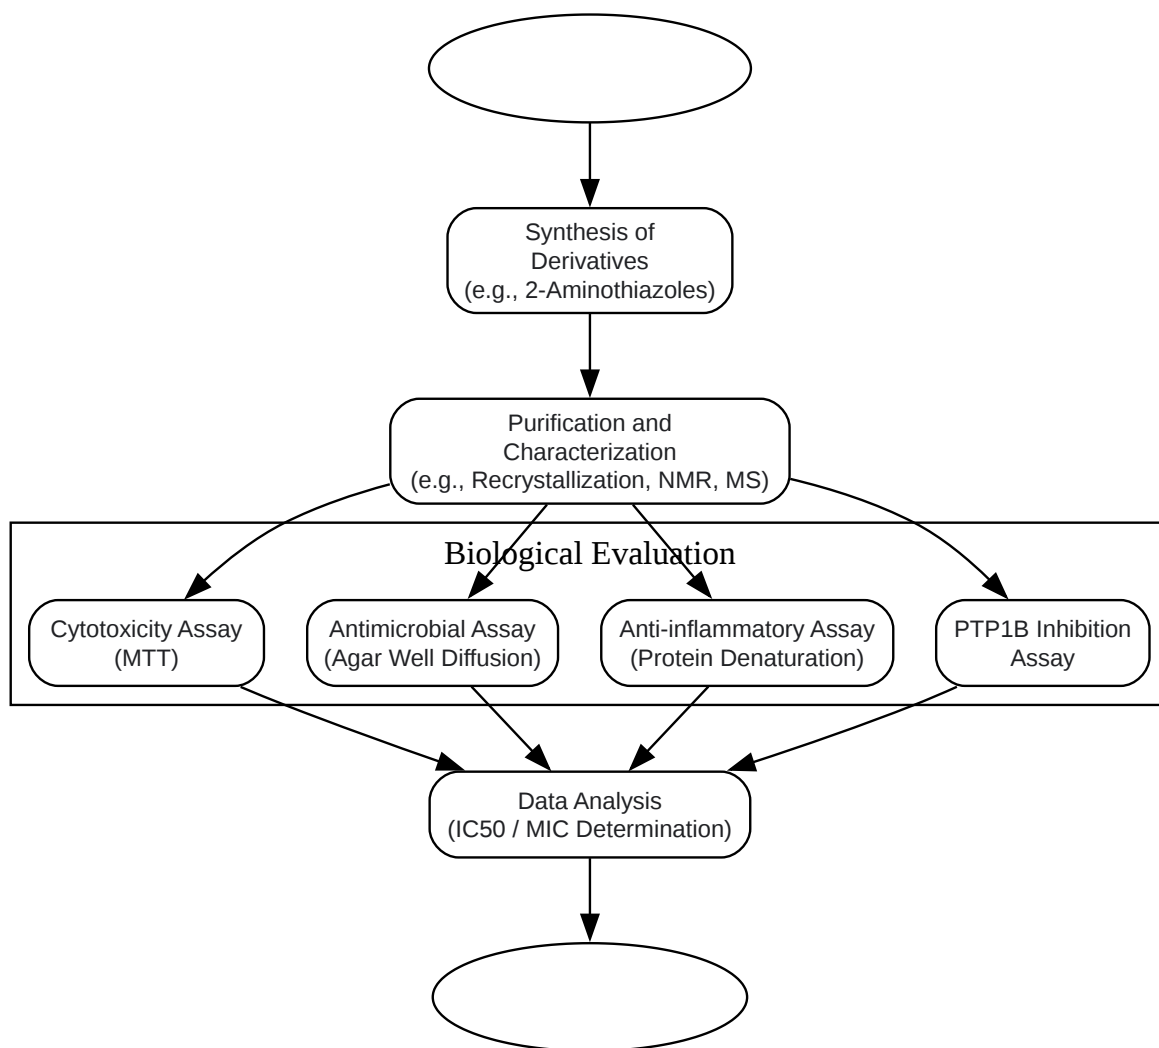 Synthesis of
Derivatives
(e.g., 2-Aminothiazoles)
Purification and
Characterization
(e.g., Recrystallization, NMR, MS)
Biological Evaluation
Cytotoxicity Assay
(MTT)
Antimicrobial Assay
(Agar Well Diffusion)
Anti-inflammatory Assay
(Protein Denaturation)
PTP1B Inhibition
Assay
Data Analysis
(IC50 / MIC Determination)